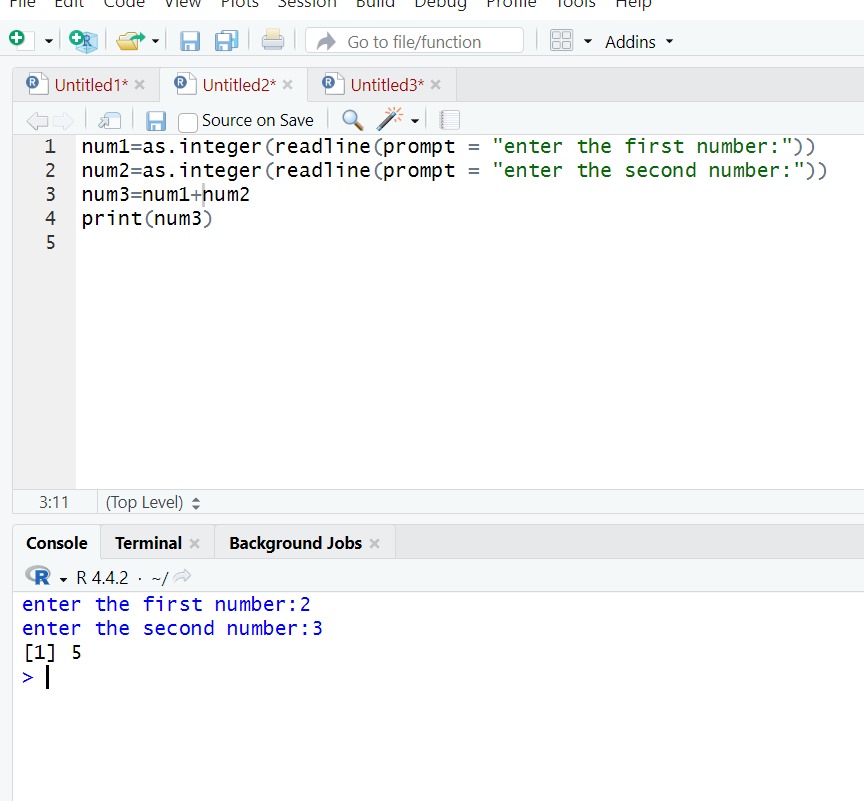 File Edit Code View Plots Session Build Debug Profile Tools Help
R Go to file/function Addins
R Untitled1* × R Untitled2* × R Untitled3* ×
Source on Save
1 num1=as.integer(readline(prompt = "enter the first number:"))
2 num2=as.integer(readline(prompt = "enter the second number:"))
3 num3=num1+num2
4 print(num3)
5
3:11 (Top Level)
Console Terminal × Background Jobs ×
R R 4.4.2 · ~/
enter the first number:2
enter the second number:3
[1] 5
>